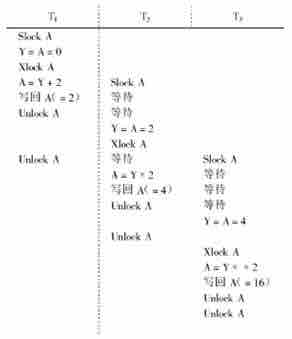 T₁ T₂ T₃
Slock A
Y = A = 0
Xlock A
A = Y + 2 Slock A
写回 A( = 2) 等待
Unlock A 等待
Y = A = 2
Xlock A
Unlock A 等待 Slock A
A = Y × 2 等待
写回 A( = 4) 等待
Unlock A 等待
Y = A = 4
Unlock A
Xlock A
A = Y × × 2
写回 A( = 16)
Unlock A
Unlock A